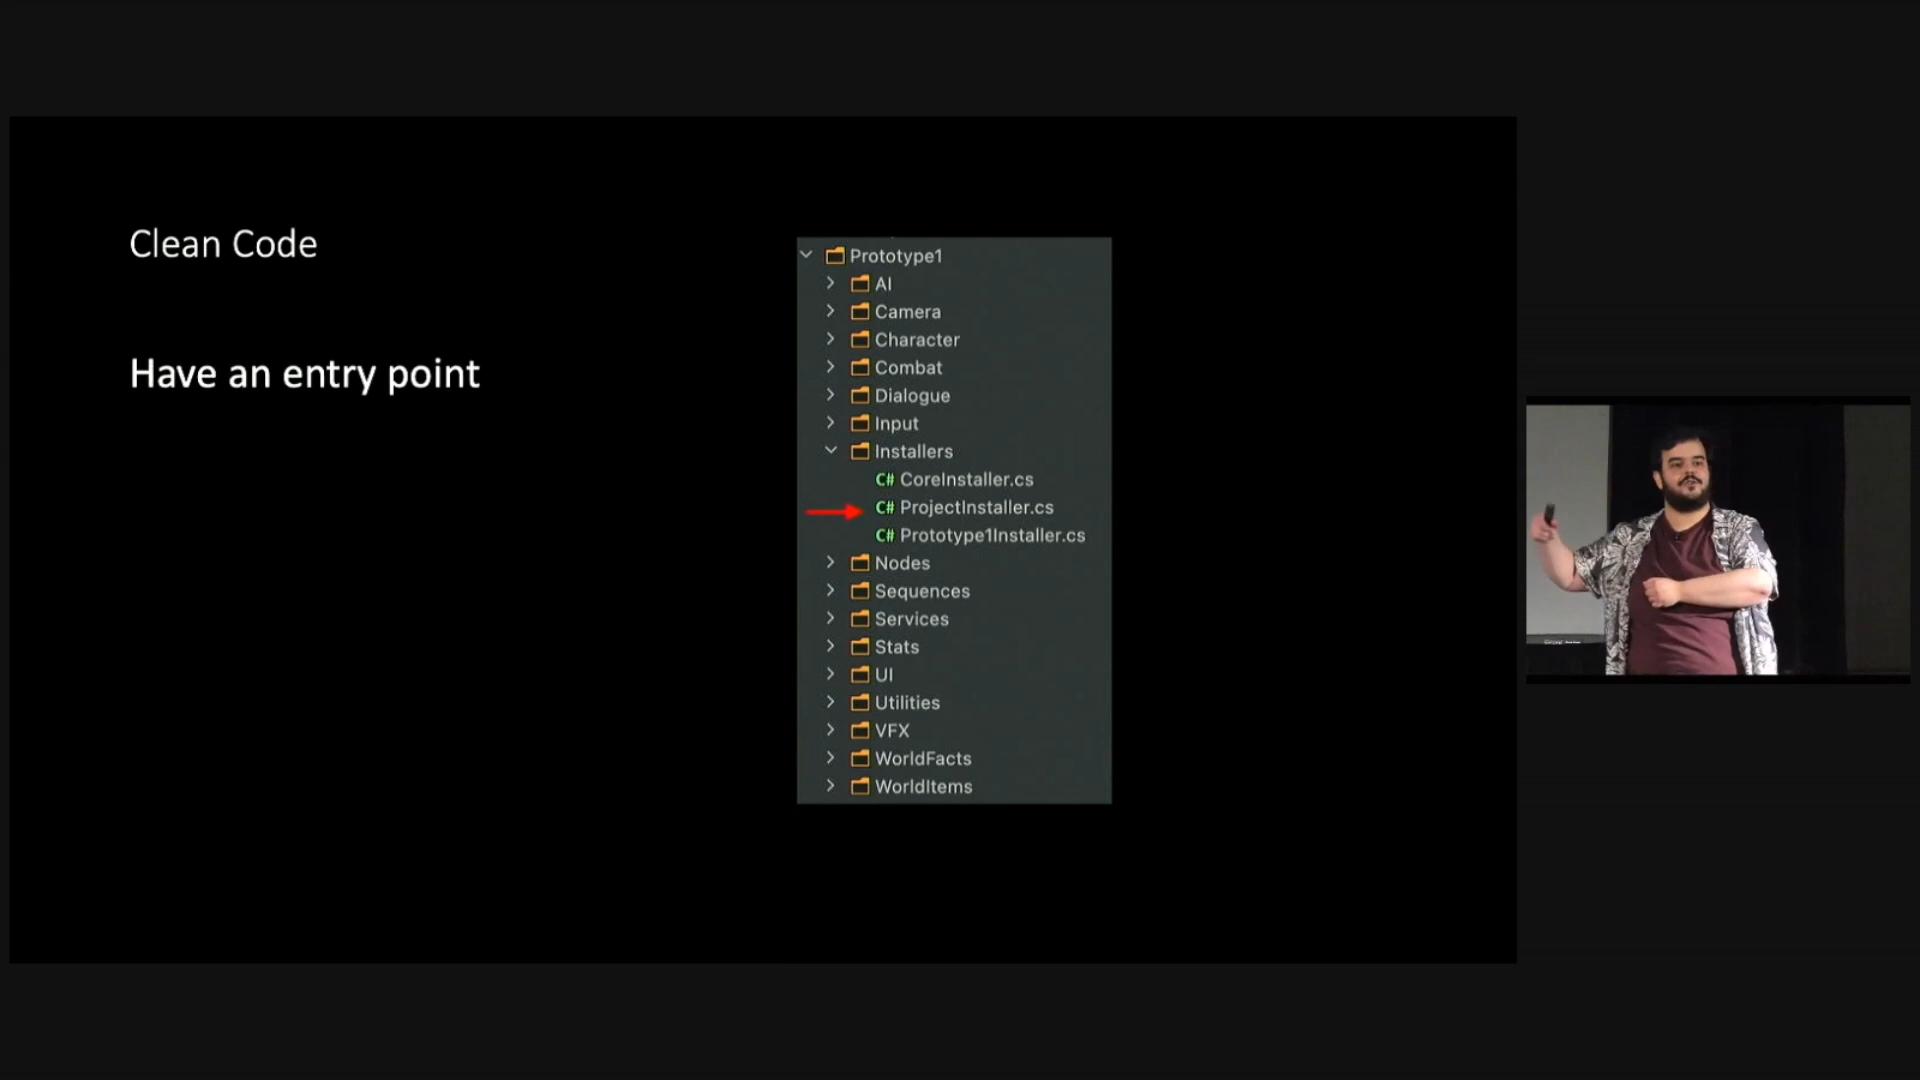 Clean Code
Have an entry point
Prototype1
AI
Camera
Character
Combat
Dialogue
Input
Installers
C# CoreInstaller.cs
C# ProjectInstaller.cs
C# Prototype1Installer.cs
Nodes
Sequences
Services
Stats
UI
Utilities
VFX
WorldFacts
WorldItems